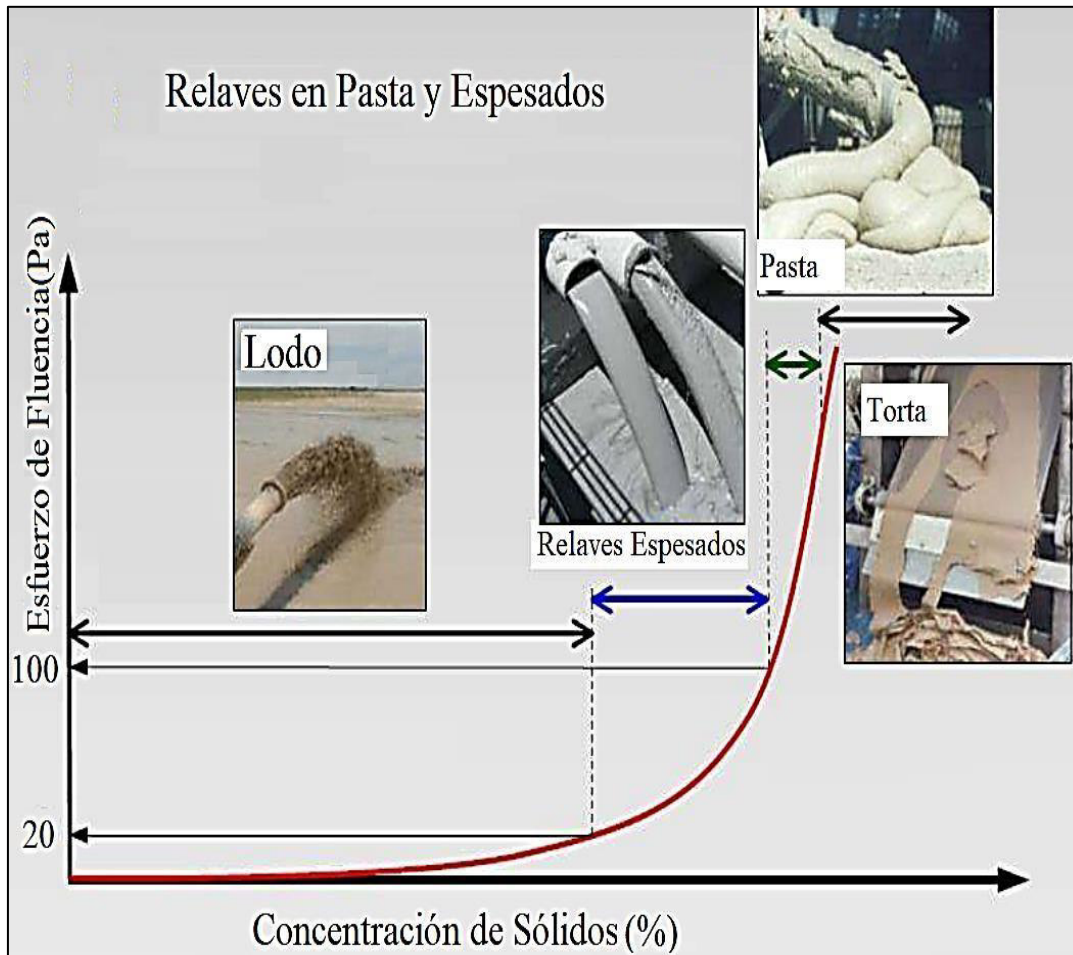 Relaves en Pasta y Espesados
Pasta
Lodo
Torta
Relaves Espesados
Esfuerzo de Fluencia(Pa)
100
20
Concentración de Sólidos (%)